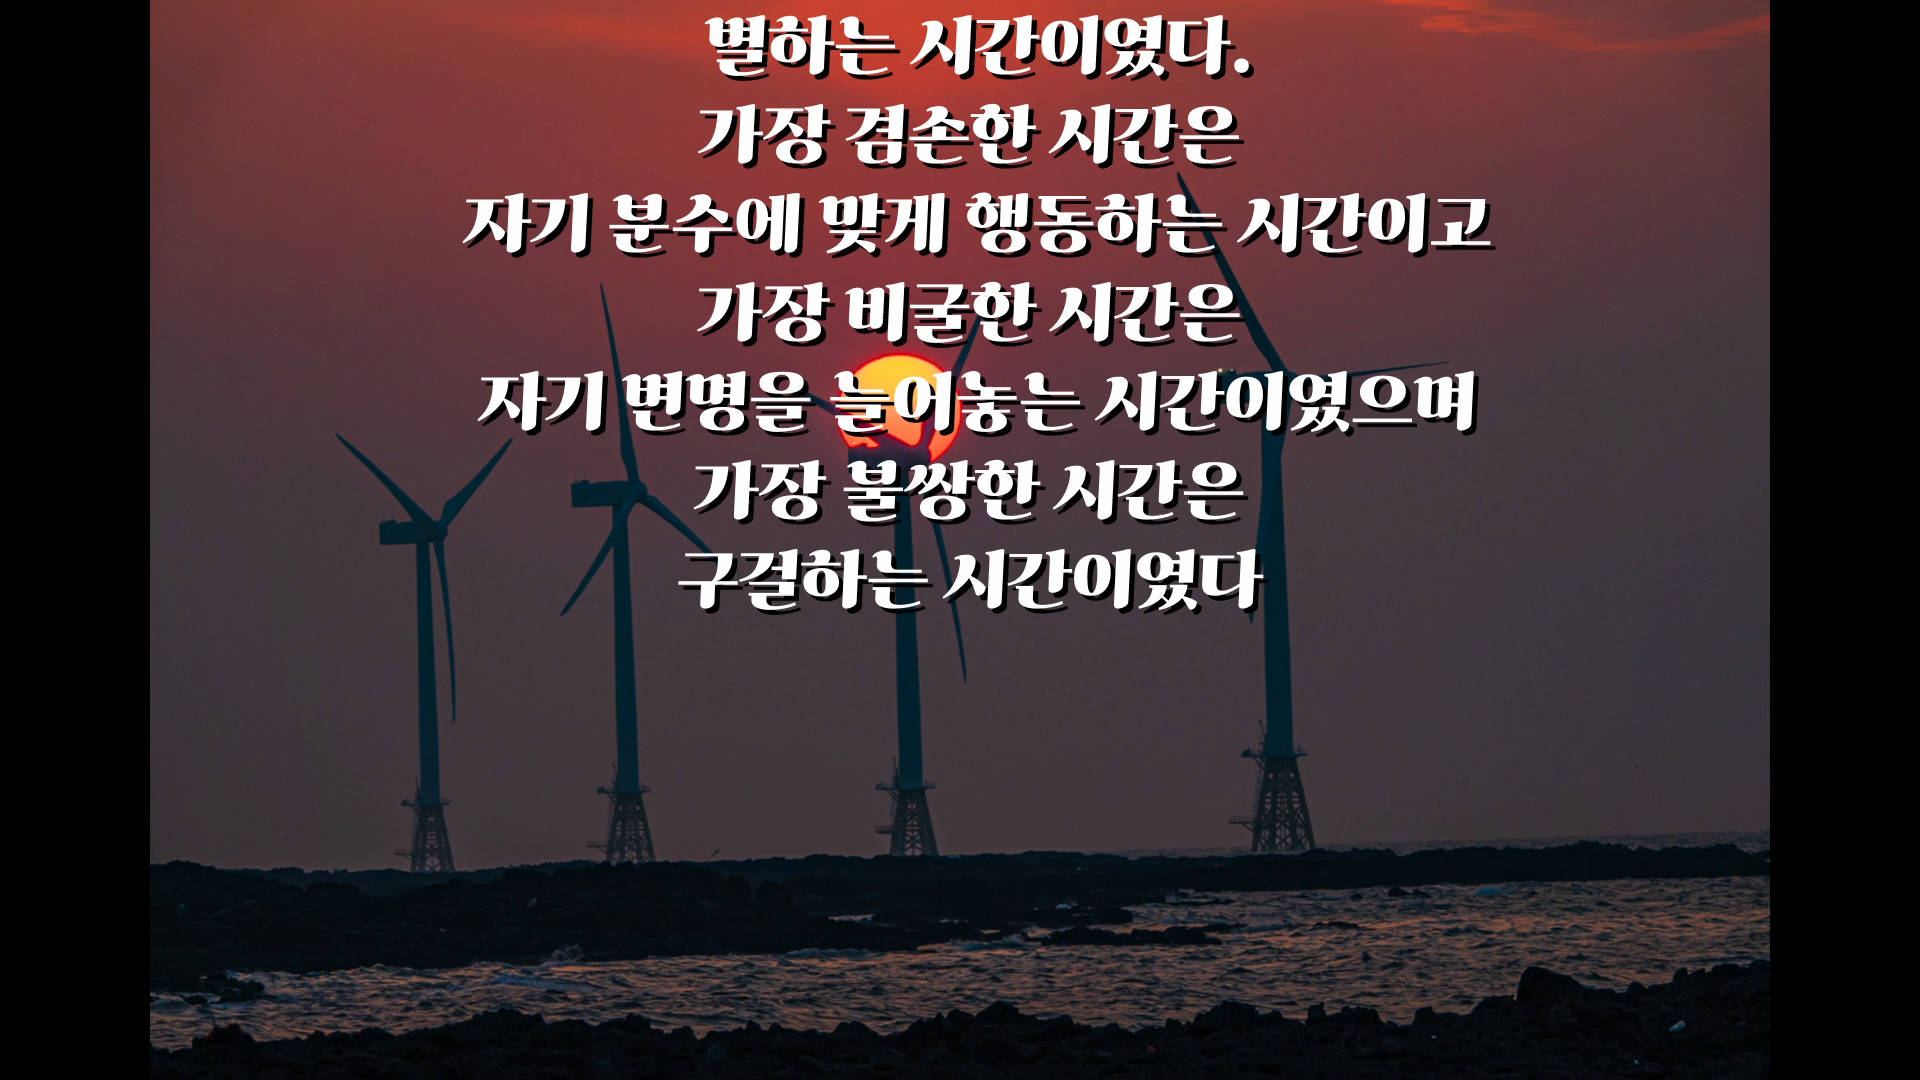 별하는 시간이였다.
가장 겸손한 시간은
자기 분수에 맞게 행동하는 시간이고
가장 비굴한 시간은
자기 변명을 늘어놓는 시간이였으며
가장 불쌍한 시간은
구걸하는 시간이였다